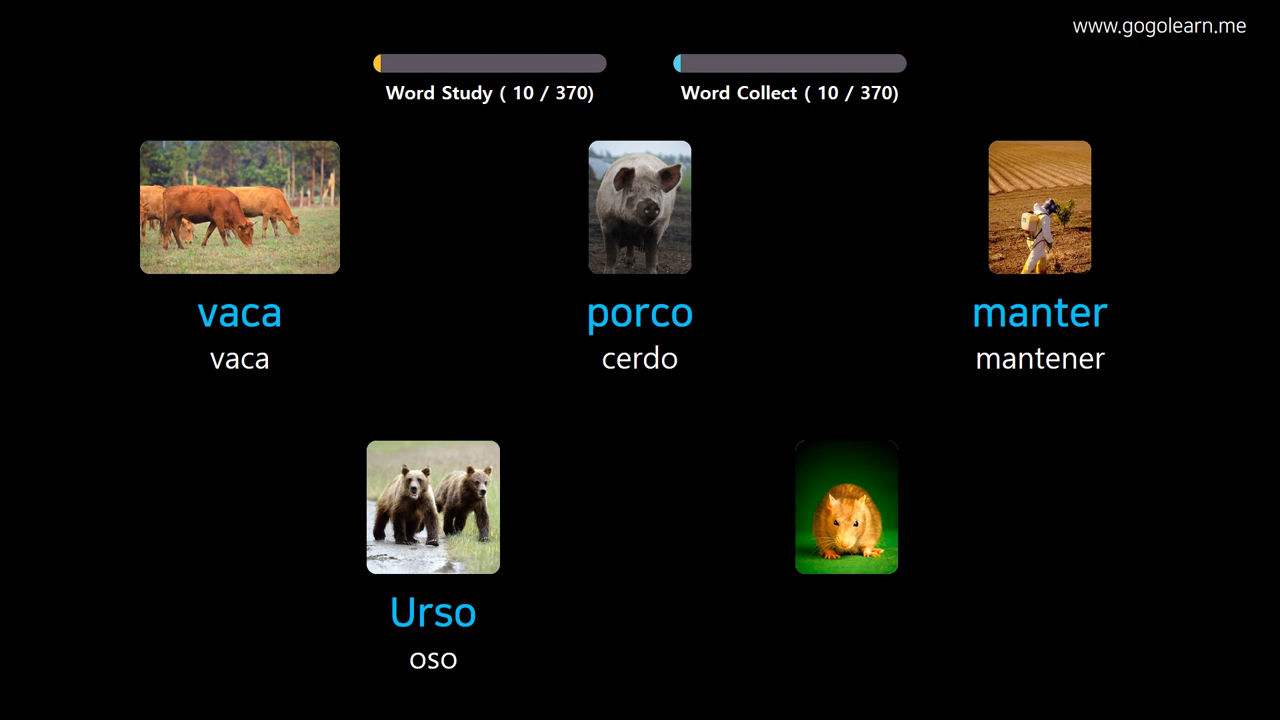 www.gogolearn.me
Word Study ( 10 / 370)
Word Collect ( 10 / 370)
vaca
porco
manter
vaca
cerdo
mantener
Urso
oso